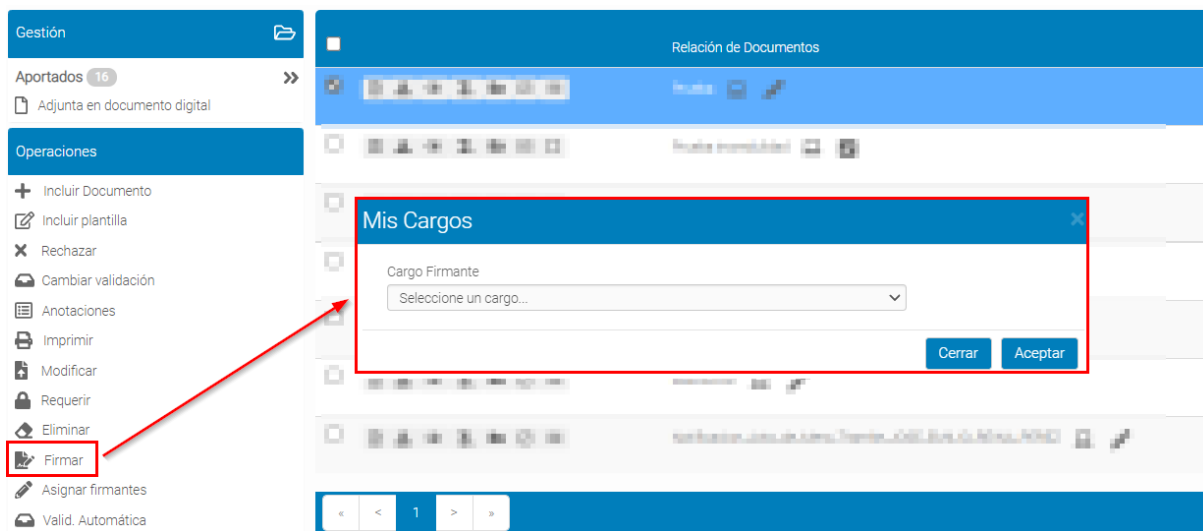 Gestión
Aportados 16
Adjunta en documento digital
Operaciones
Incluir Documento
Incluir plantilla
Rechazar
Cambiar validación
Anotaciones
Imprimir
Modificar
Requerir
Eliminar
Firmar
Asignar firmantes
Valid. Automática
Relación de Documentos
Mis Cargos
Cargo Firmante
Seleccione un cargo...
Cerrar Aceptar
« < 1 > »